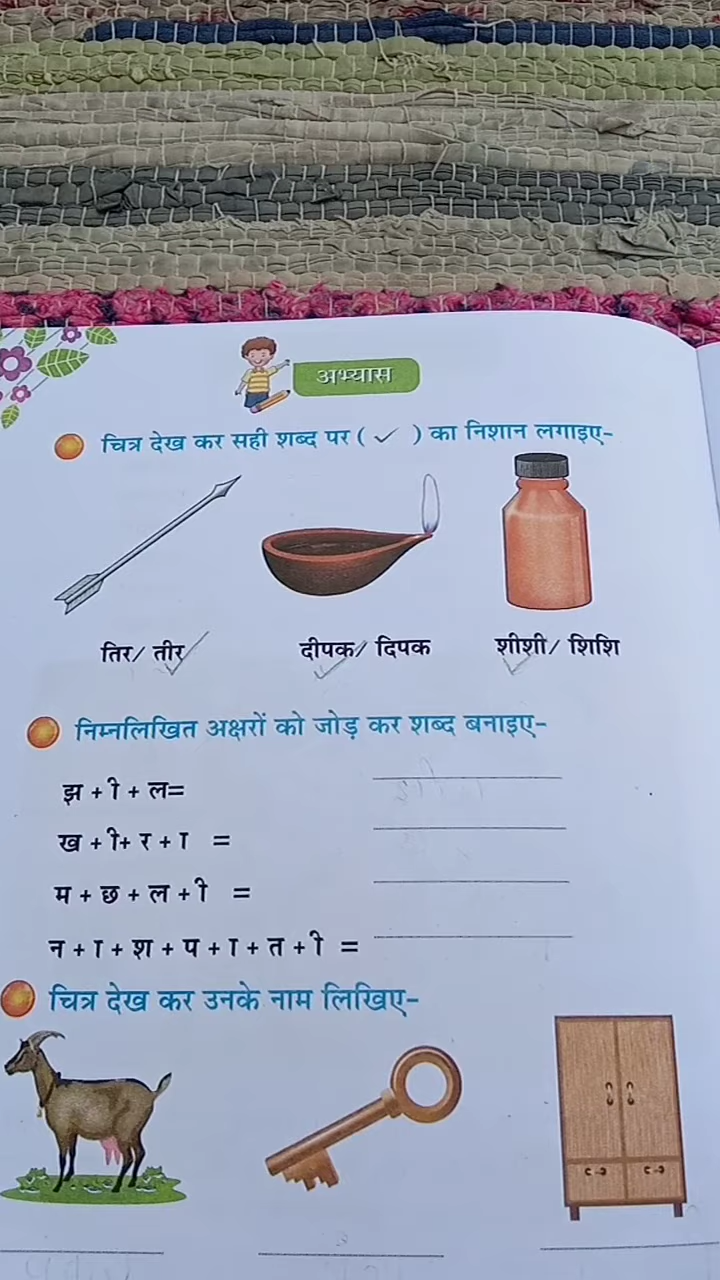 अभ्यास
चित्र देख कर सही शब्द पर ( ✓ ) का निशान लगाइए-
तिर/ तीर ✓ दीपक/ दिपक ✓ शीशी/ शिशि ✓
निम्नलिखित अक्षरों को जोड़ कर शब्द बनाइए-
झ + ी + ल=
ख + ी+ र + ा =
म + छ + ल + ी =
न + ा + श + प + ा + त + ी =
चित्र देख कर उनके नाम लिखिए-